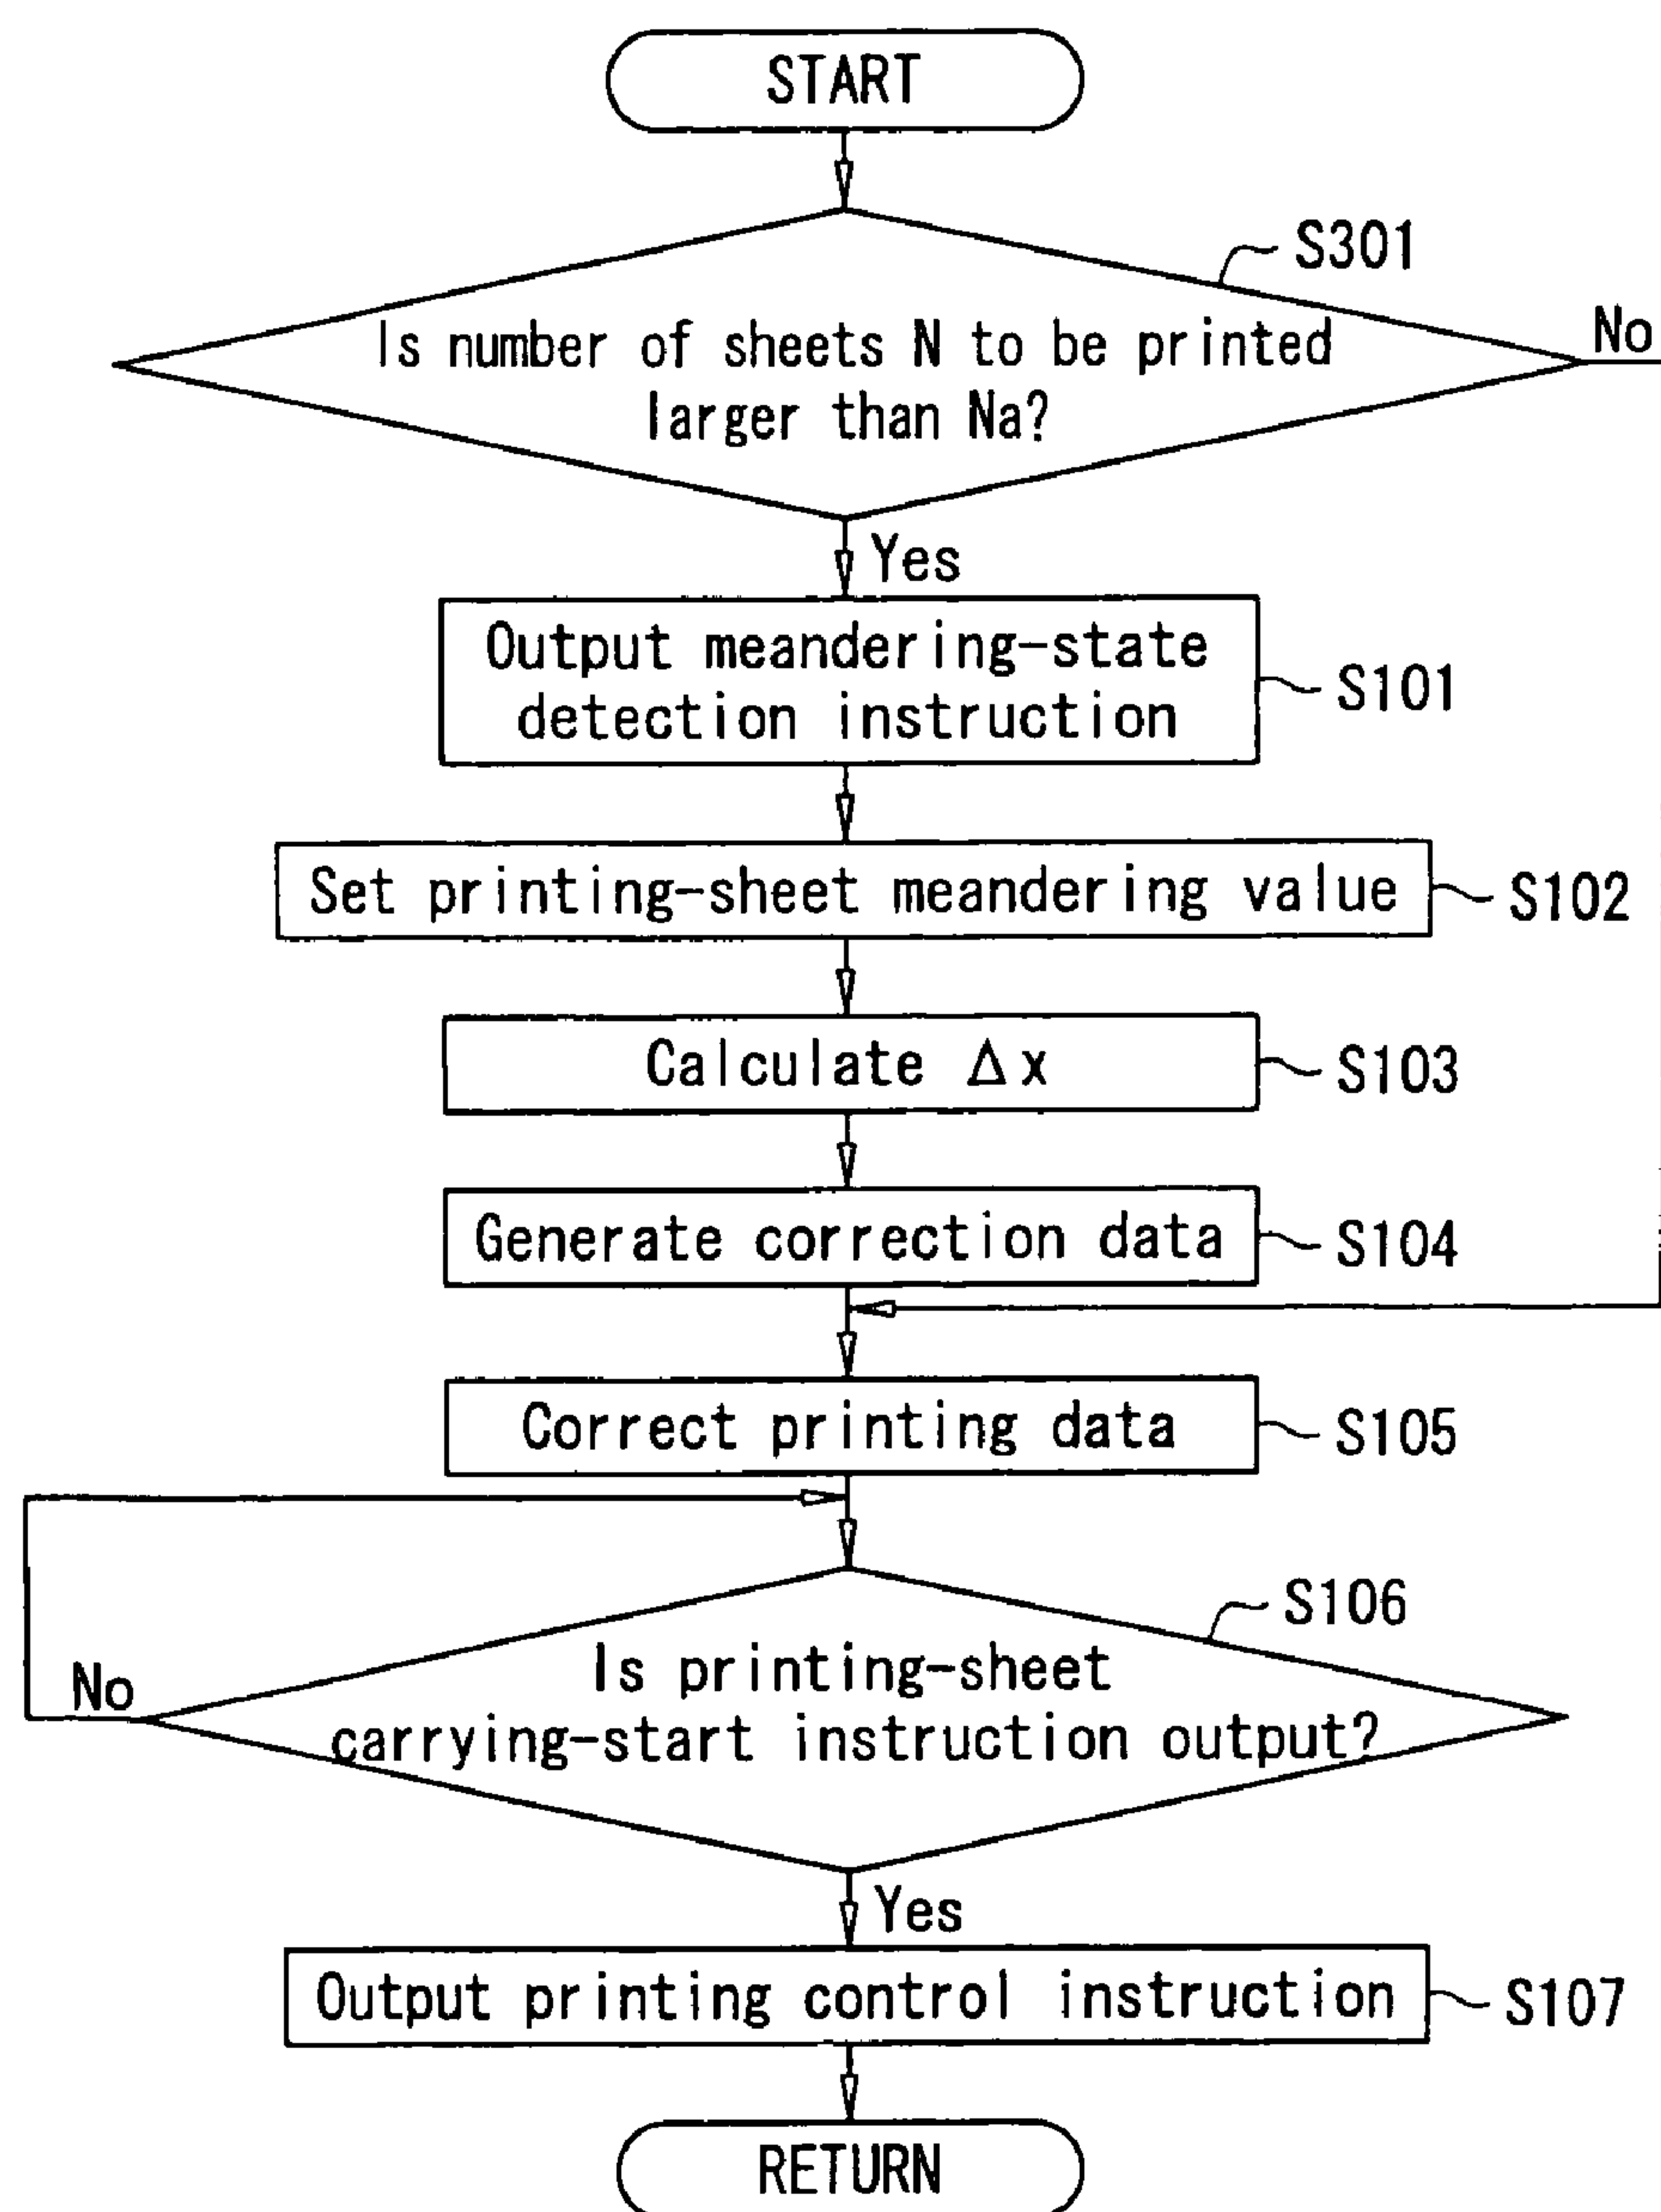 START
S301
Is number of sheets N to be printed
No
larger than Na?
Yes
Output meandering-state
detection instruction
S101
Set printing-sheet meandering value
S102
Calculate Δx
S103
Generate correction data
S104
Correct printing data
S105
S106
Is printing-sheet
No
carrying-start instruction output?
Yes
Output printing control instruction
S107
RETURN